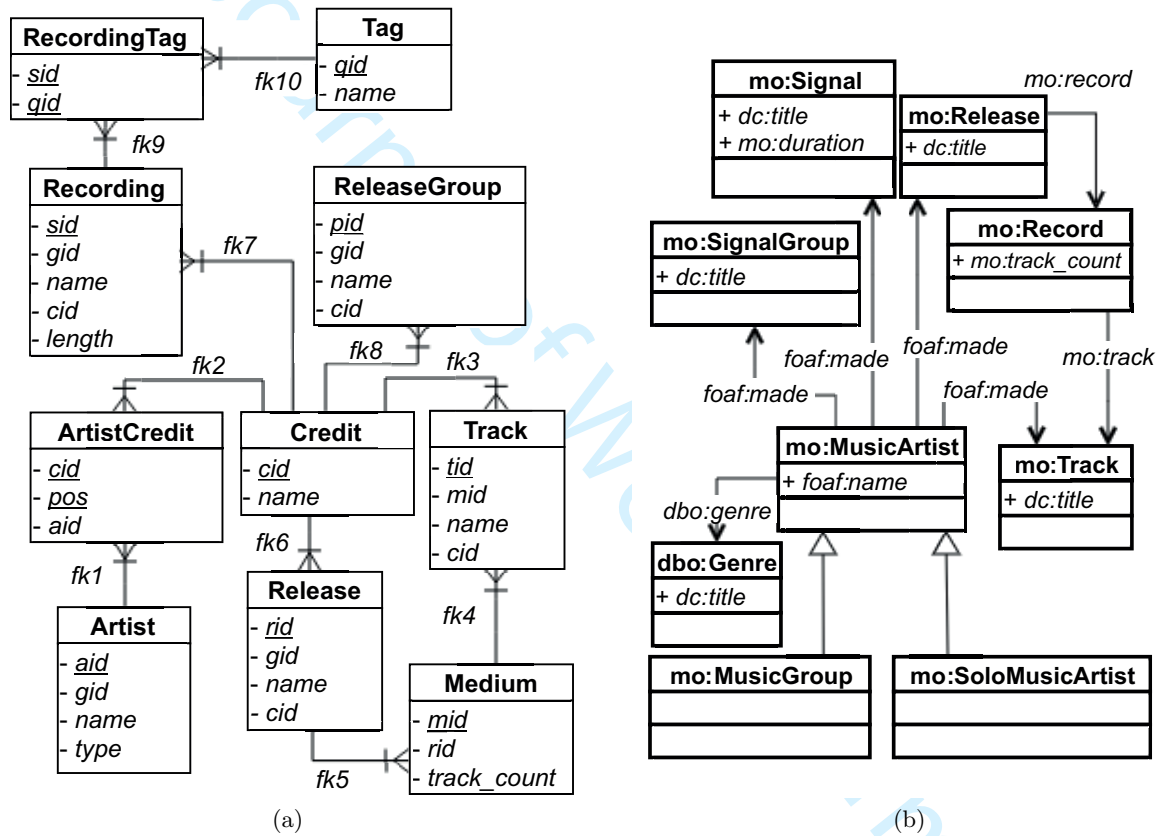 RecordingTag
- sid
- qid
Tag
- qid
- name
fk10
fk9
Recording
- sid
- gid
- name
- cid
- length
ReleaseGroup
- pid
- gid
- name
- cid
fk7
fk2
fk8
fk3
ArtistCredit
- cid
- pos
- aid
Credit
- cid
- name
Track
- tid
- mid
- name
- cid
fk1
fk6
fk4
Artist
- aid
- gid
- name
- type
Release
- rid
- gid
- name
- cid
Medium
- mid
- rid
- track_count
fk5
(a)
mo:Signal
+ dc:title
+ mo:duration
mo:record
mo:Release
+ dc:title
mo:SignalGroup
+ dc:title
mo:Record
+ mo:track_count
foaf:made
foaf:made
foaf:made
foaf:made
mo:track
mo:MusicArtist
+ foaf:name
mo:Track
+ dc:title
dbo:genre
dbo:Genre
+ dc:title
mo:MusicGroup
mo:SoloMusicArtist
(b)